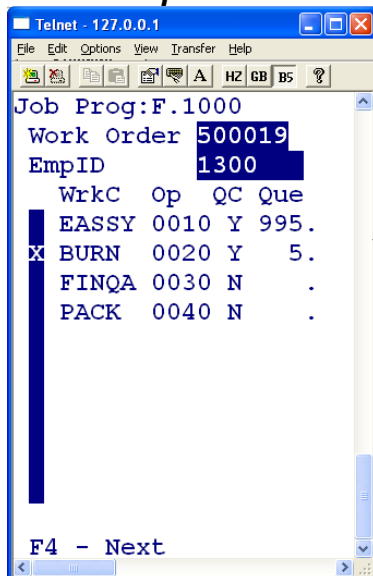 Telnet - 127.0.0.1
File Edit Options View Transfer Help
A HZ GB B5 ?
Job Prog:F.1000
Work Order 500019
EmpID 1300
WrkC Op QC Que
EASSY 0010 Y 995.
X BURN 0020 Y 5.
FINQA 0030 N .
PACK 0040 N .
F4 - Next